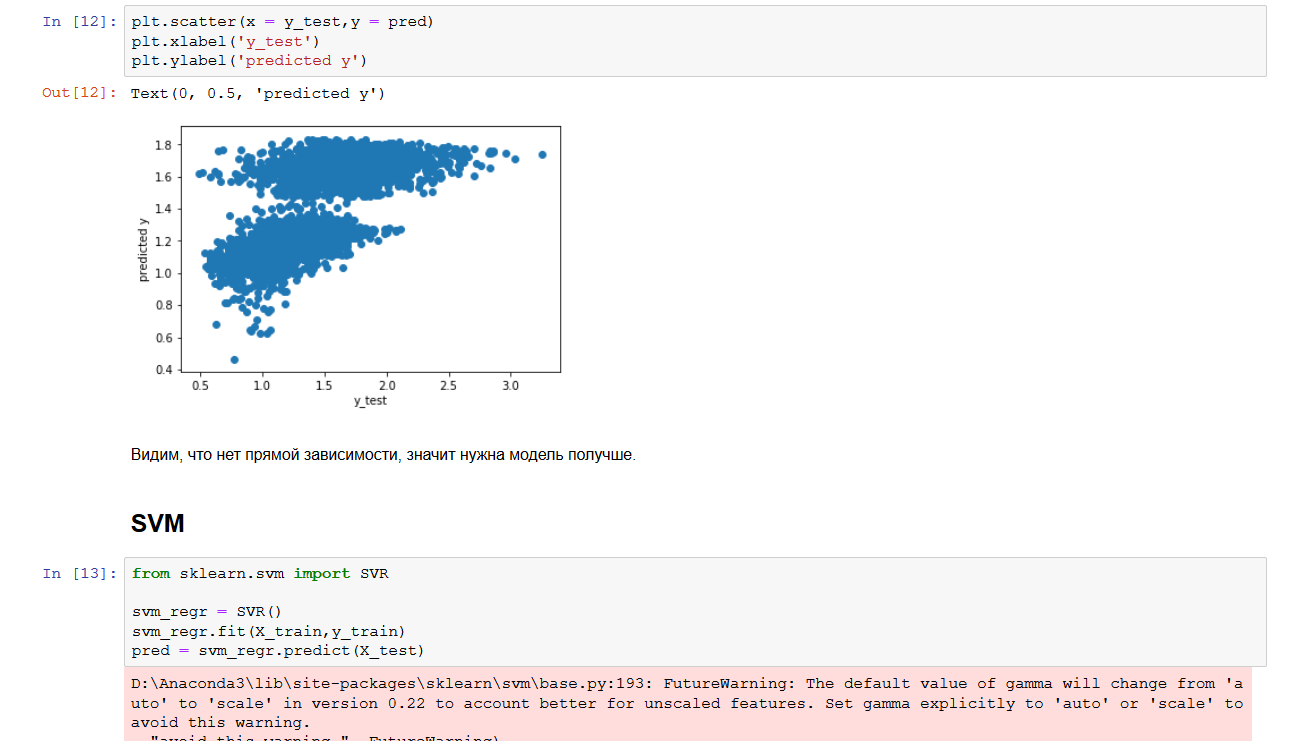 In [12]: plt.scatter(x = y_test,y = pred)
plt.xlabel('y_test')
plt.ylabel('predicted y')
Out[12]: Text(0, 0.5, 'predicted y')
1.8
1.6
1.4
1.2
1.0
0.8
0.6
0.4
predicted y
0.5 1.0 1.5 2.0 2.5 3.0
y_test
Видим, что нет прямой зависимости, значит нужна модель получше.
SVM
In [13]: from sklearn.svm import SVR
svm_regr = SVR()
svm_regr.fit(X_train,y_train)
pred = svm_regr.predict(X_test)
D:\Anaconda3\lib\site-packages\sklearn\svm\base.py:193: FutureWarning: The default value of gamma will change from 'a
uto' to 'scale' in version 0.22 to account better for unscaled features. Set gamma explicitly to 'auto' or 'scale' to
avoid this warning.
"avoid this warning.", FutureWarning)